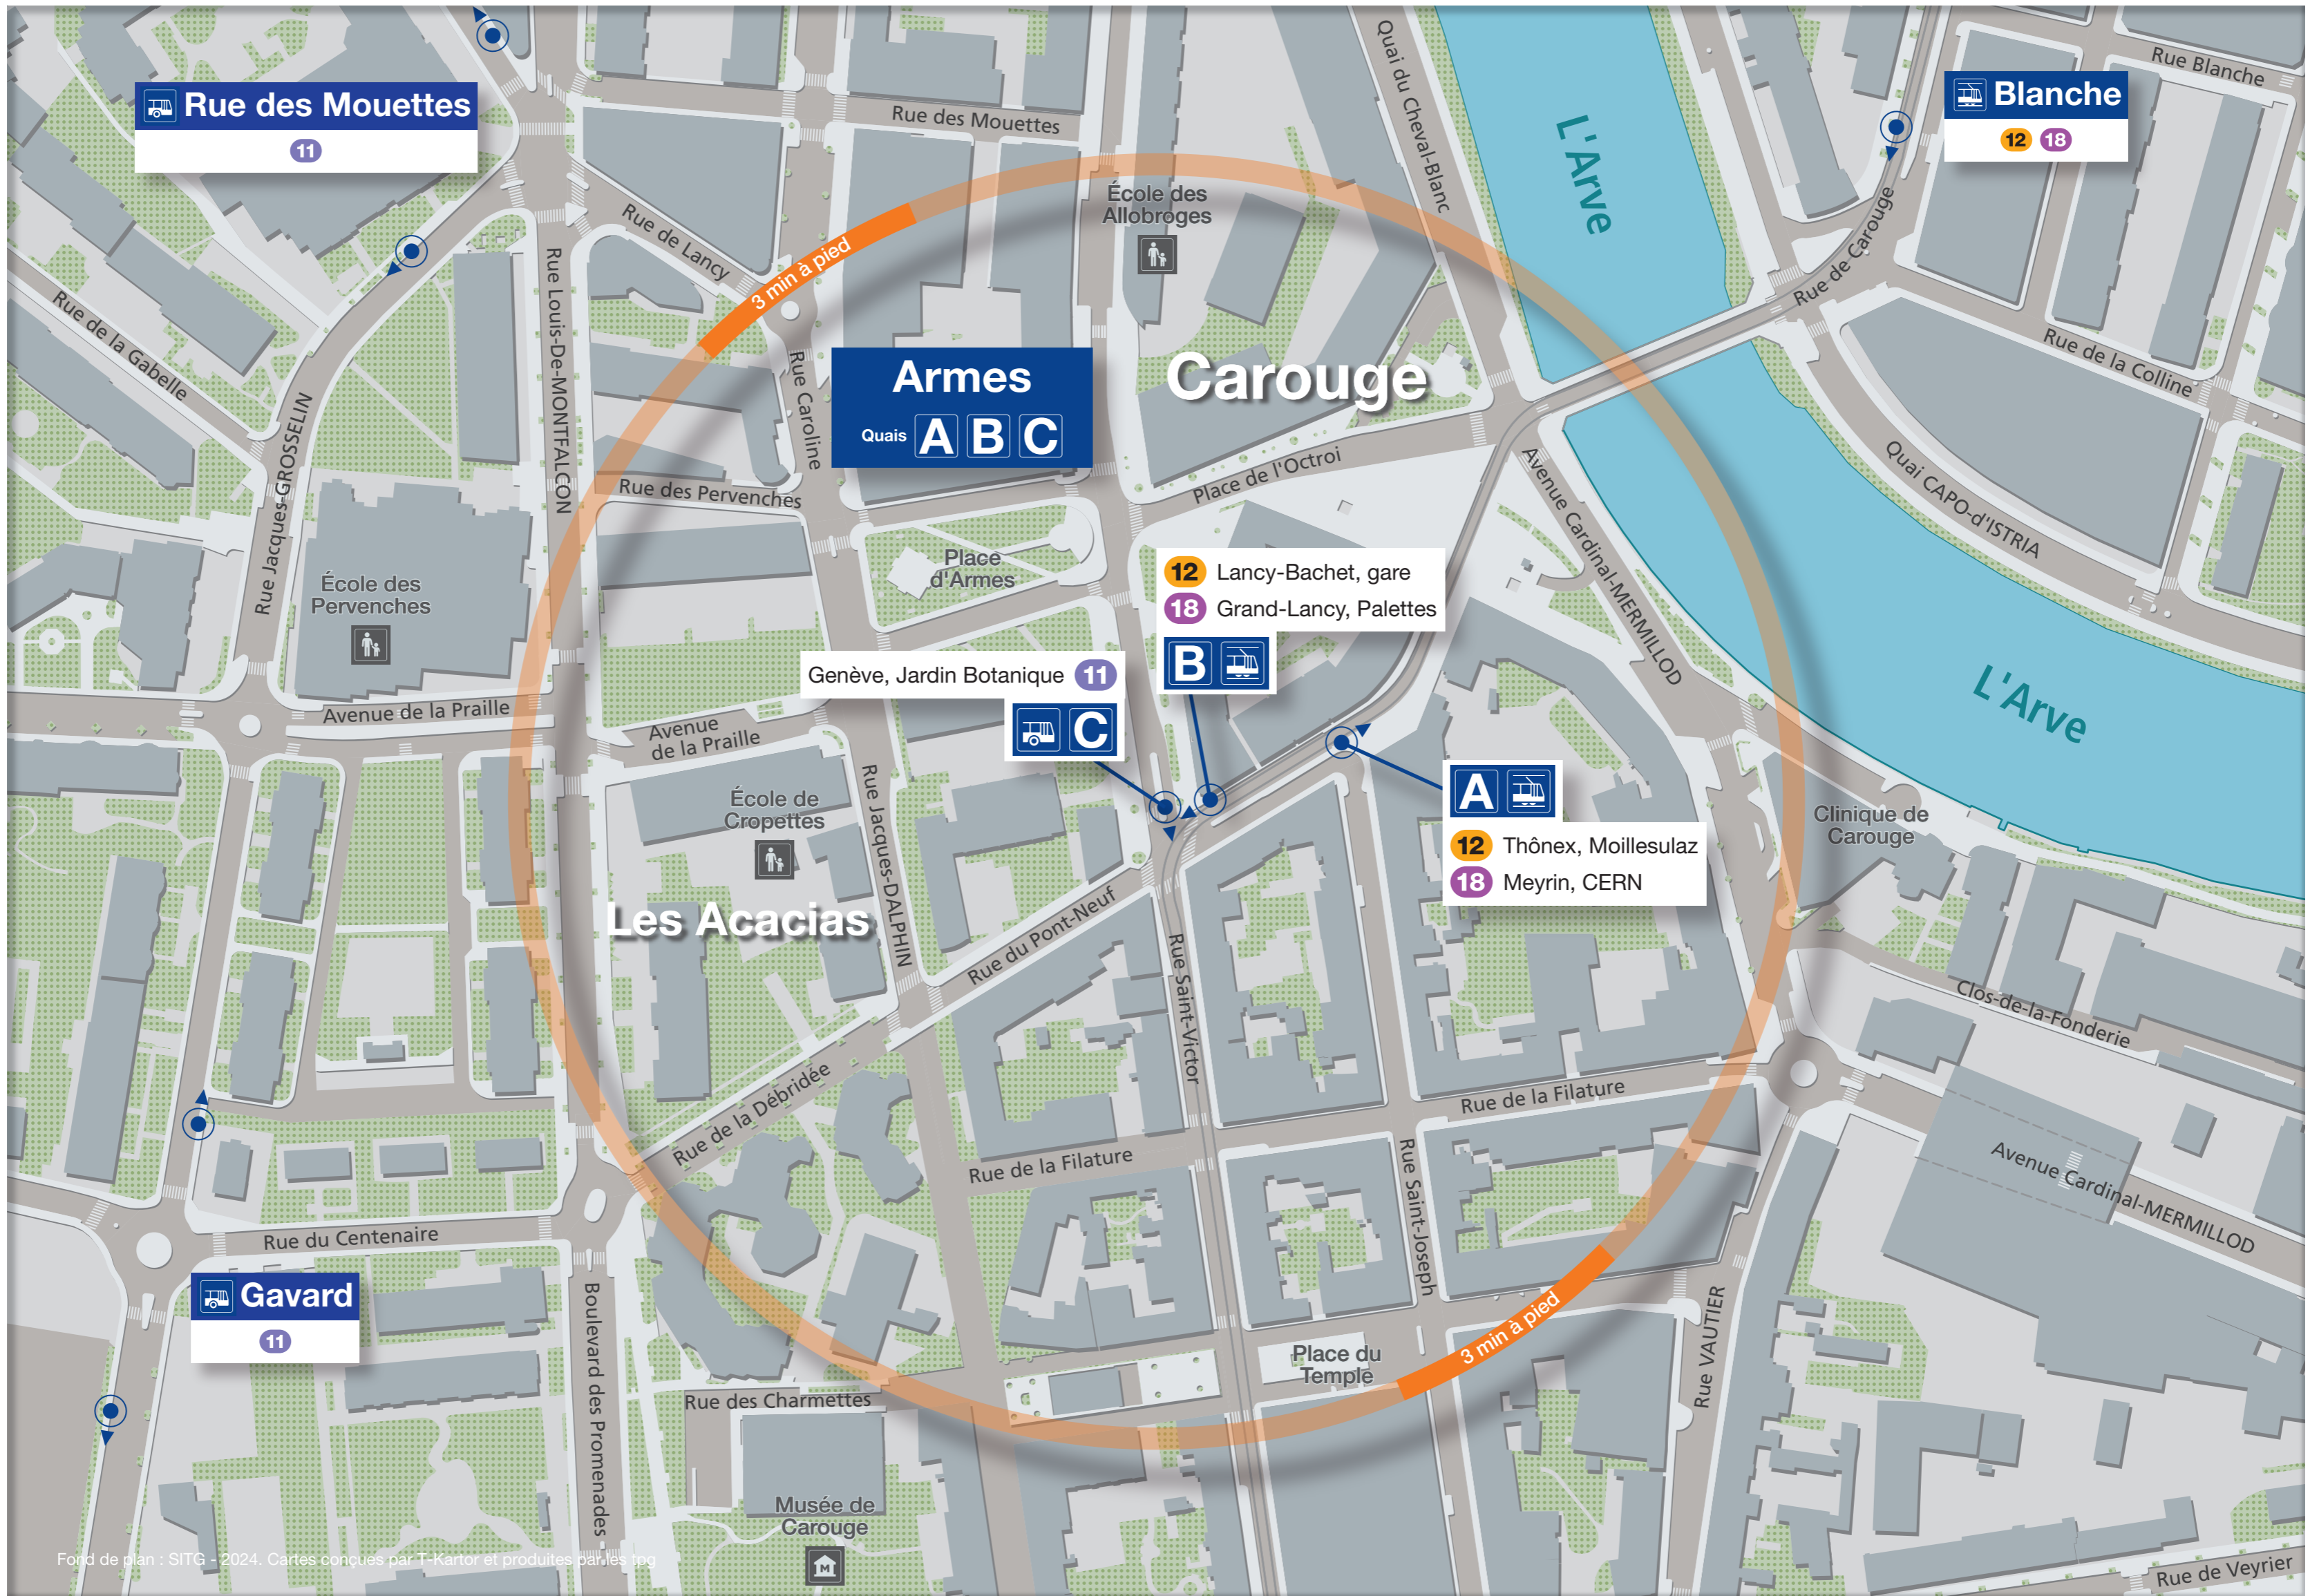 Rue des Mouettes
11
Rue des Mouettes
Quai du Cheval-Blanc
L'Arve
Blanche
12 18
Rue Blanche
École des
Allobroges
Rue de Lancy
3 min à pied
Rue de Carouge
Rue de la Gabelle
Rue Louis-De-MONTFALCON
Rue Caroline
Armes
Quais A B C
Carouge
Rue de la Colline
Rue Jacques-GROSSELIN
Rue des Pervenches
Place de l'Octroi
Avenue Cardinal-MERMILLOD
Quai CAPO-d'ISTRIA
Place
d'Armes
École des
Pervenches
12 Lancy-Bachet, gare
18 Grand-Lancy, Palettes
B
Genève, Jardin Botanique 11
C
L'Arve
Avenue de la Praille
Avenue
de la Praille
A
12 Thônex, Moillesulaz
18 Meyrin, CERN
Clinique de
Carouge
École de
Cropettes
Rue Jacques-DALPHIN
Les Acacias
Rue du Pont-Neuf
Rue Saint-Victor
Clos-de-la-Fonderie
Rue de la Débridée
Rue de la Filature
Rue de la Filature
Rue Saint-Joseph
Avenue Cardinal-MERMILLOD
Rue du Centenaire
Gavard
11
Boulevard des Promenades
3 min à pied
Rue VAUTIER
Place du
Temple
Rue des Charmettes
Musée de
Carouge
M
Fond de plan : SITG - 2024. Cartes conçues par T-Kartor et produites par les tpg
Rue de Veyrier